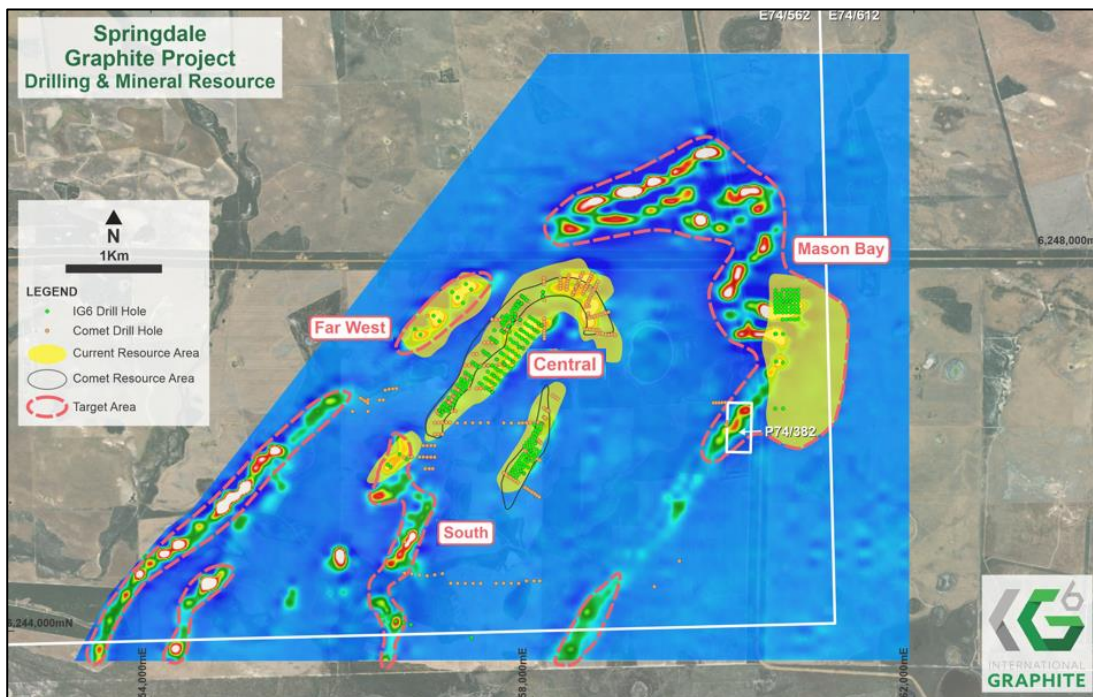 Springdale
Graphite Project
Drilling & Mineral Resource
E74/562
E74/612
N
1Km
LEGEND
IG6 Drill Hole
Comet Drill Hole
Current Resource Area
Comet Resource Area
Target Area
6,248,000m
Mason Bay
Far West
Central
P74/382
South
6,244,000mN
54,000mE
58,000mE
62,000mE
IG6
INTERNATIONAL
GRAPHITE